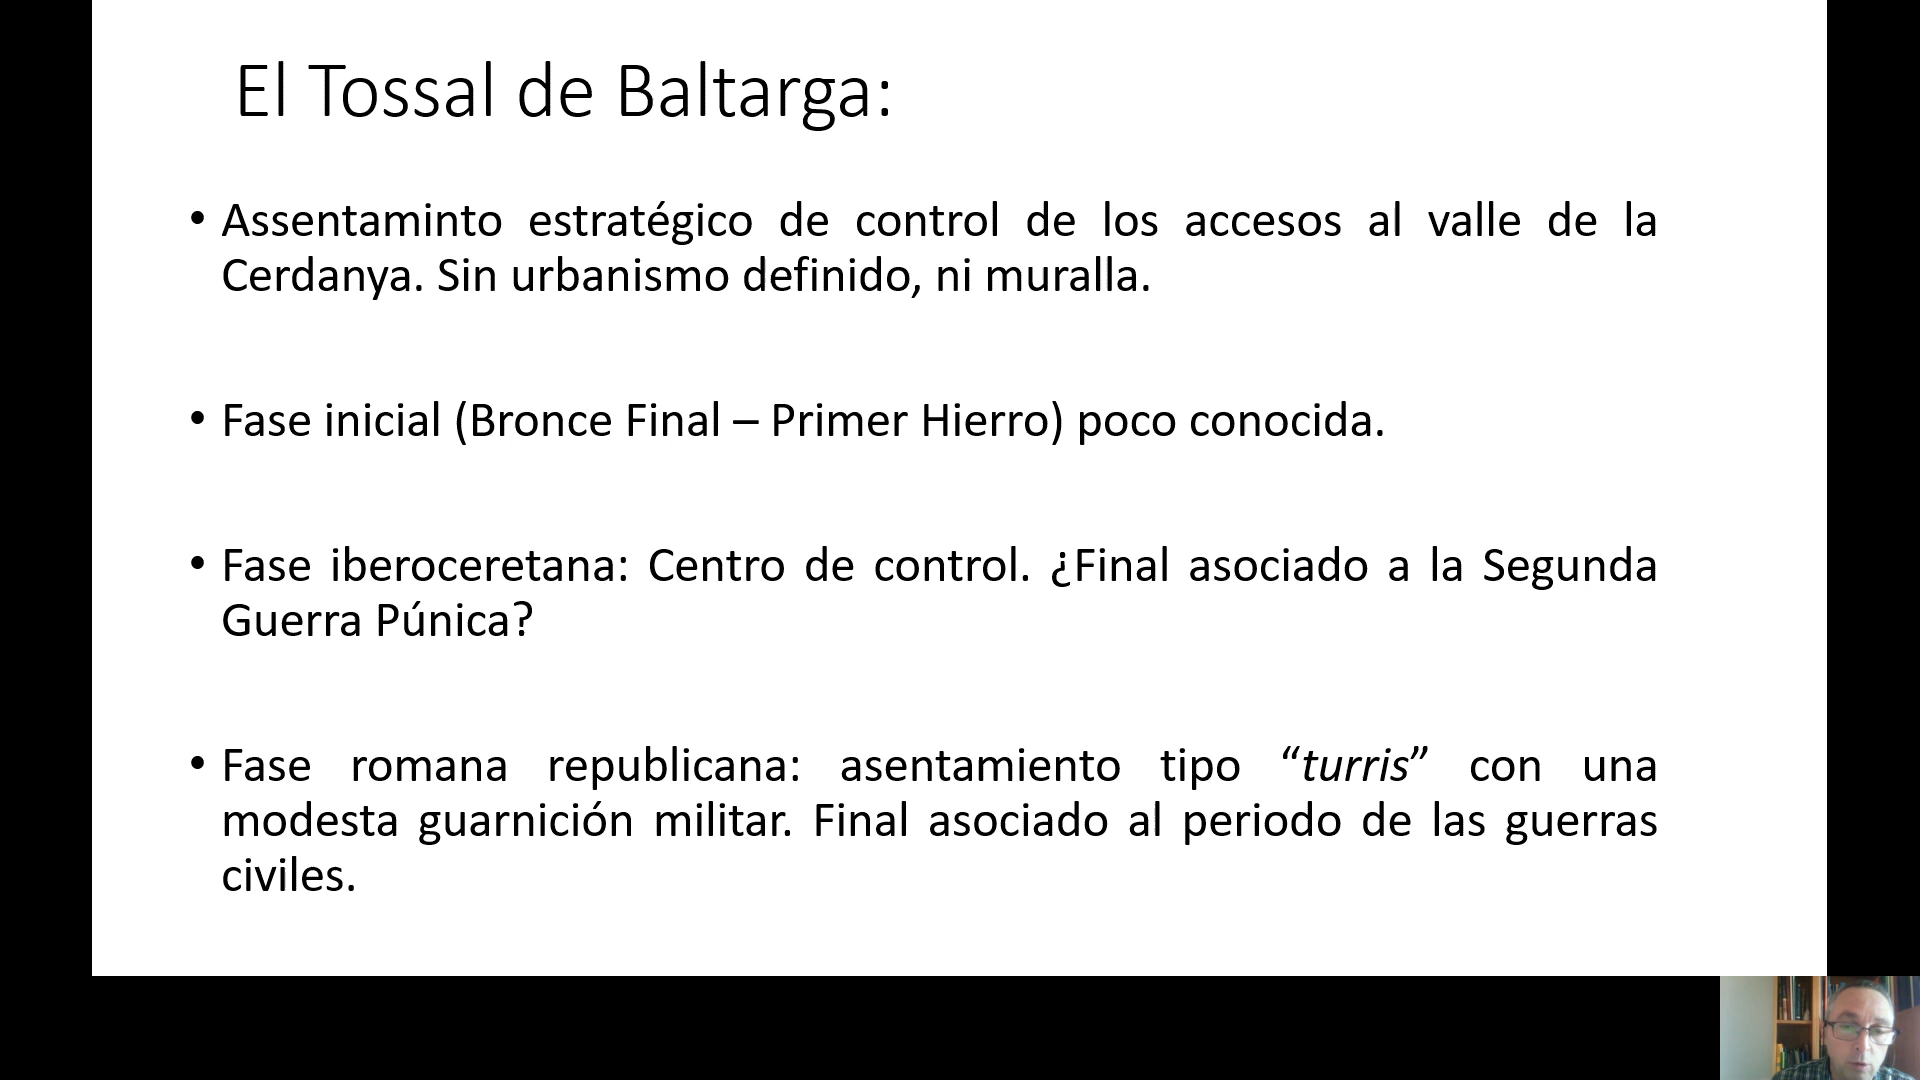 El Tossal de Baltarga:
• Assentaminto estratégico de control de los accesos al valle de la
Cerdanya. Sin urbanismo definido, ni muralla.
• Fase inicial (Bronce Final – Primer Hierro) poco conocida.
• Fase iberoceretana: Centro de control. ¿Final asociado a la Segunda
Guerra Púnica?
• Fase romana republicana: asentamiento tipo “turris” con una
modesta guarnición militar. Final asociado al periodo de las guerras
civiles.